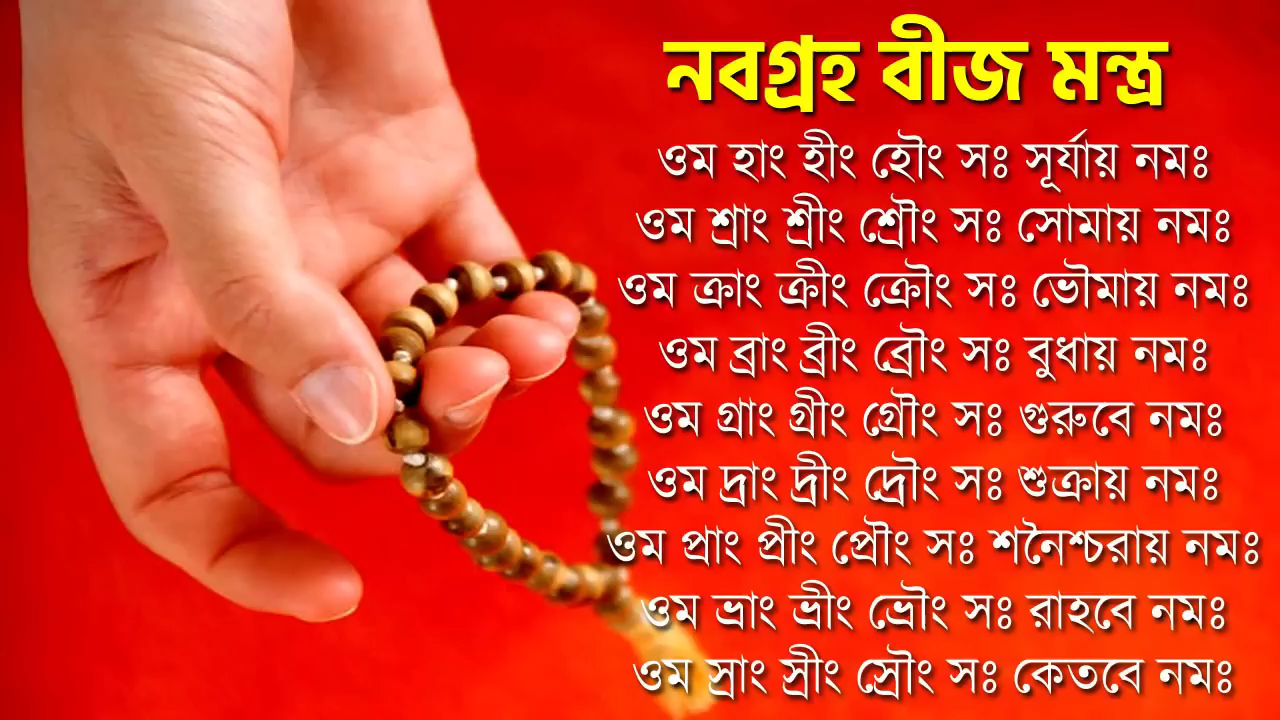 নবগ্রহ বীজ মন্ত্র
ওম হাং হীং হৌং সঃ সূর্যায় নমঃ
ওম শ্রাং শ্রীং শ্রৌং সঃ সোমায় নমঃ
ওম ক্রাং ক্রীং ক্রৌং সঃ ভৌমায় নমঃ
ওম ব্রাং ব্রীং ব্রৌং সঃ বুধায় নমঃ
ওম গ্রাং গ্রীং গ্রৌং সঃ গুরুবে নমঃ
ওম দ্রাং দ্রীং দ্রৌং সঃ শুক্রায় নমঃ
ওম প্রাং প্রীং প্রৌং সঃ শনৈশ্চরায় নমঃ
ওম ভ্রাং ভ্রীং ভ্রৌং সঃ রাহবে নমঃ
ওম স্রাং স্রীং স্রৌং সঃ কেতবে নমঃ